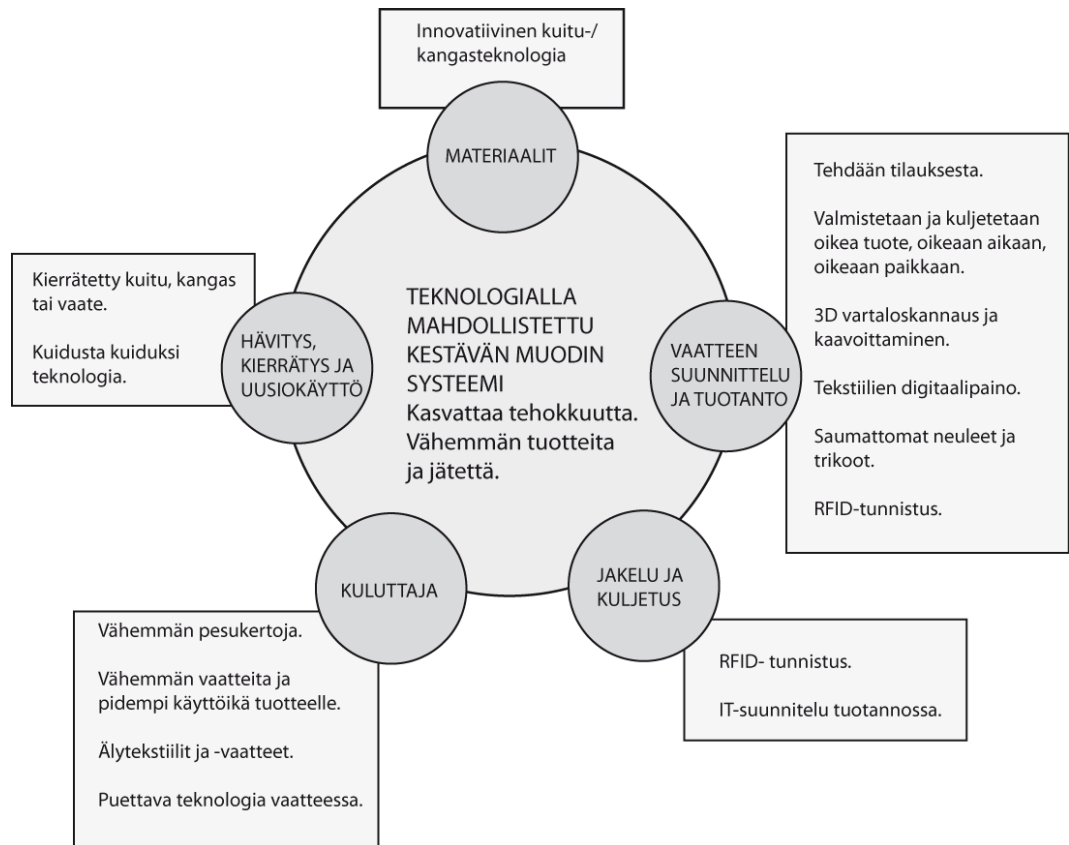 Innovatiivinen kuitu-/
kangasteknologia
MATERIAALIT
Tehdään tilauksesta.
Valmistetaan ja kuljetetaan
oikea tuote, oikeaan aikaan,
oikeaan paikkaan.
3D vartaloskannaus ja
kaavoittaminen.
Tekstiilien digitaalipaino.
Saumattomat neuleet ja
trikoot.
RFID-tunnistus.
VAATTEEN
SUUNNITTELU
JA TUOTANTO
Kierrätetty kuitu, kangas
tai vaate.
Kuidusta kuiduksi
teknologia.
HÄVITYS,
KIERRÄTYS JA
UUSIOKÄYTTÖ
TEKNOLOGIALLA
MAHDOLLISTETTU
KESTÄVÄN MUODIN
SYSTEEMI
Kasvattaa tehokkuutta.
Vähemmän tuotteita
ja jätettä.
KULUTTAJA
Vähemmän pesukertoja.
Vähemmän vaatteita ja
pidempi käyttöikä tuotteelle.
Älytekstiilit ja -vaatteet.
Puettava teknologia vaatteessa.
JAKELU JA
KULJETUS
RFID- tunnistus.
IT-suunnitelu tuotannossa.